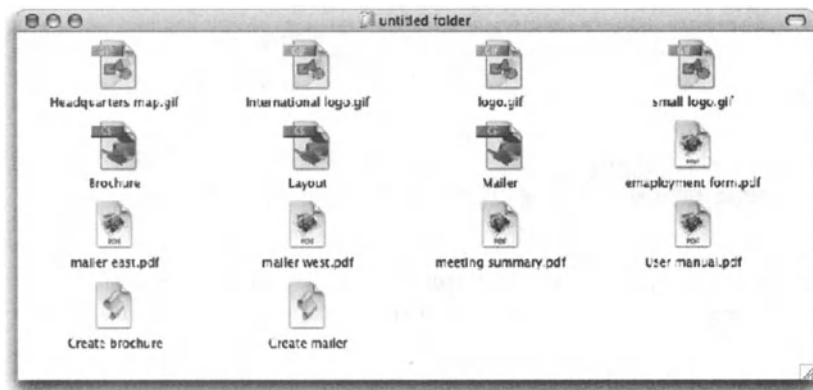 untitled folder
Headquarters map.gif International logo.gif logo.gif small logo.gif
Brochure Layout Mailer emaployment form.pdf
mailer east.pdf mailer west.pdf meeting summary.pdf User manual.pdf
Create brochure Create mailer